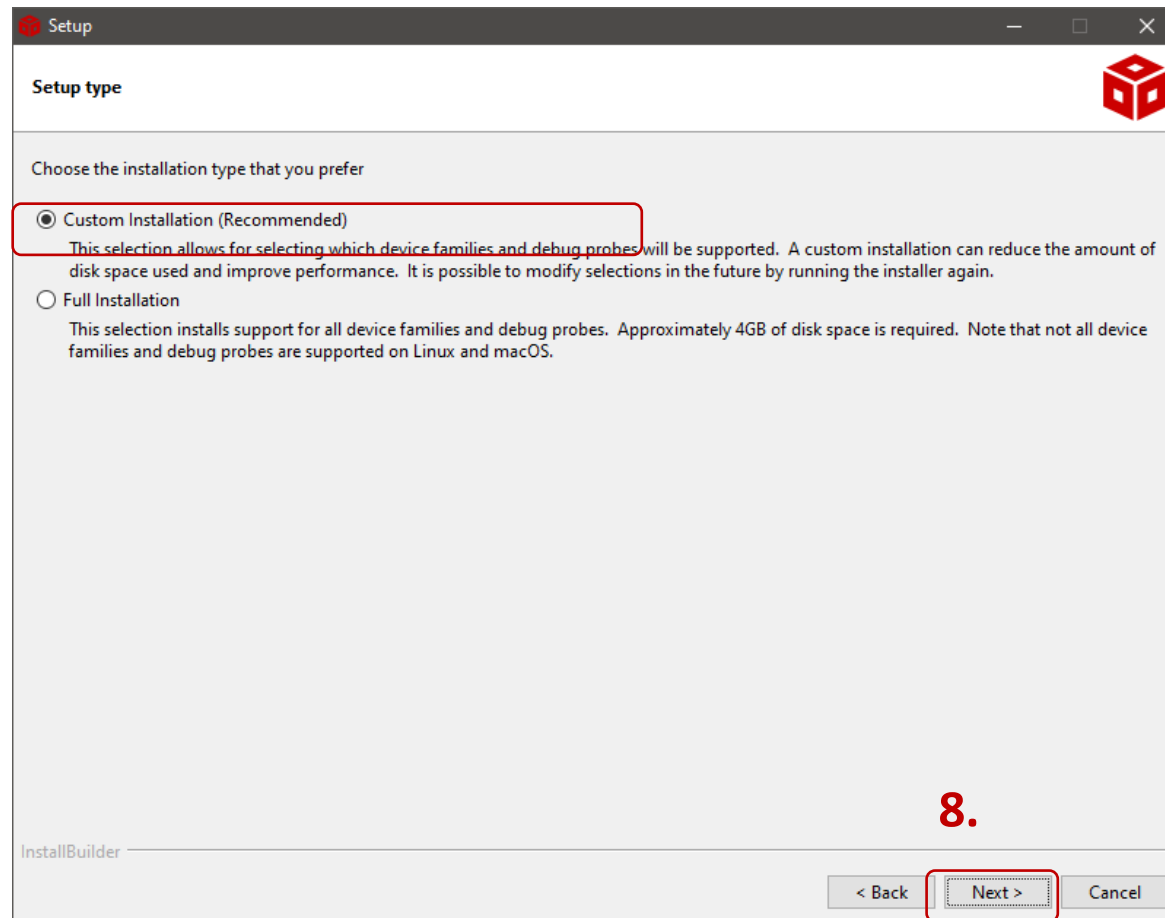 Setup
Setup type
Choose the installation type that you prefer
Custom Installation (Recommended)
This selection allows for selecting which device families and debug probes will be supported.  A custom installation can reduce the amount of
disk space used and improve performance.  It is possible to modify selections in the future by running the installer again.
Full Installation
This selection installs support for all device families and debug probes.  Approximately 4GB of disk space is required.  Note that not all device
families and debug probes are supported on Linux and macOS.
8.
InstallBuilder
< Back Next > Cancel